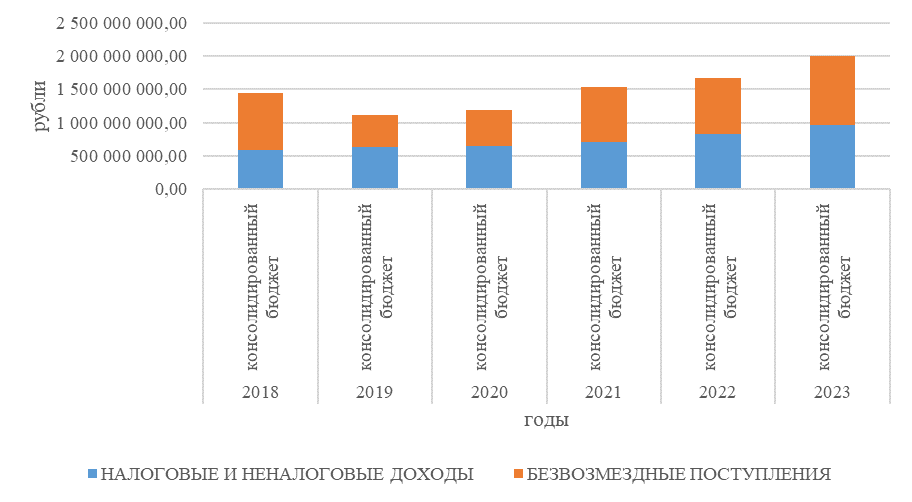 2 500 000 000,00
2 000 000 000,00
1 500 000 000,00
1 000 000 000,00
500 000 000,00
0,00
рубли
консолидированный
бюджет
консолидированный
бюджет
консолидированный
бюджет
консолидированный
бюджет
консолидированный
бюджет
консолидированный
бюджет
2018 2019 2020 2021 2022 2023
годы
НАЛОГОВЫЕ И НЕНАЛОГОВЫЕ ДОХОДЫ БЕЗВОЗМЕЗДНЫЕ ПОСТУПЛЕНИЯ